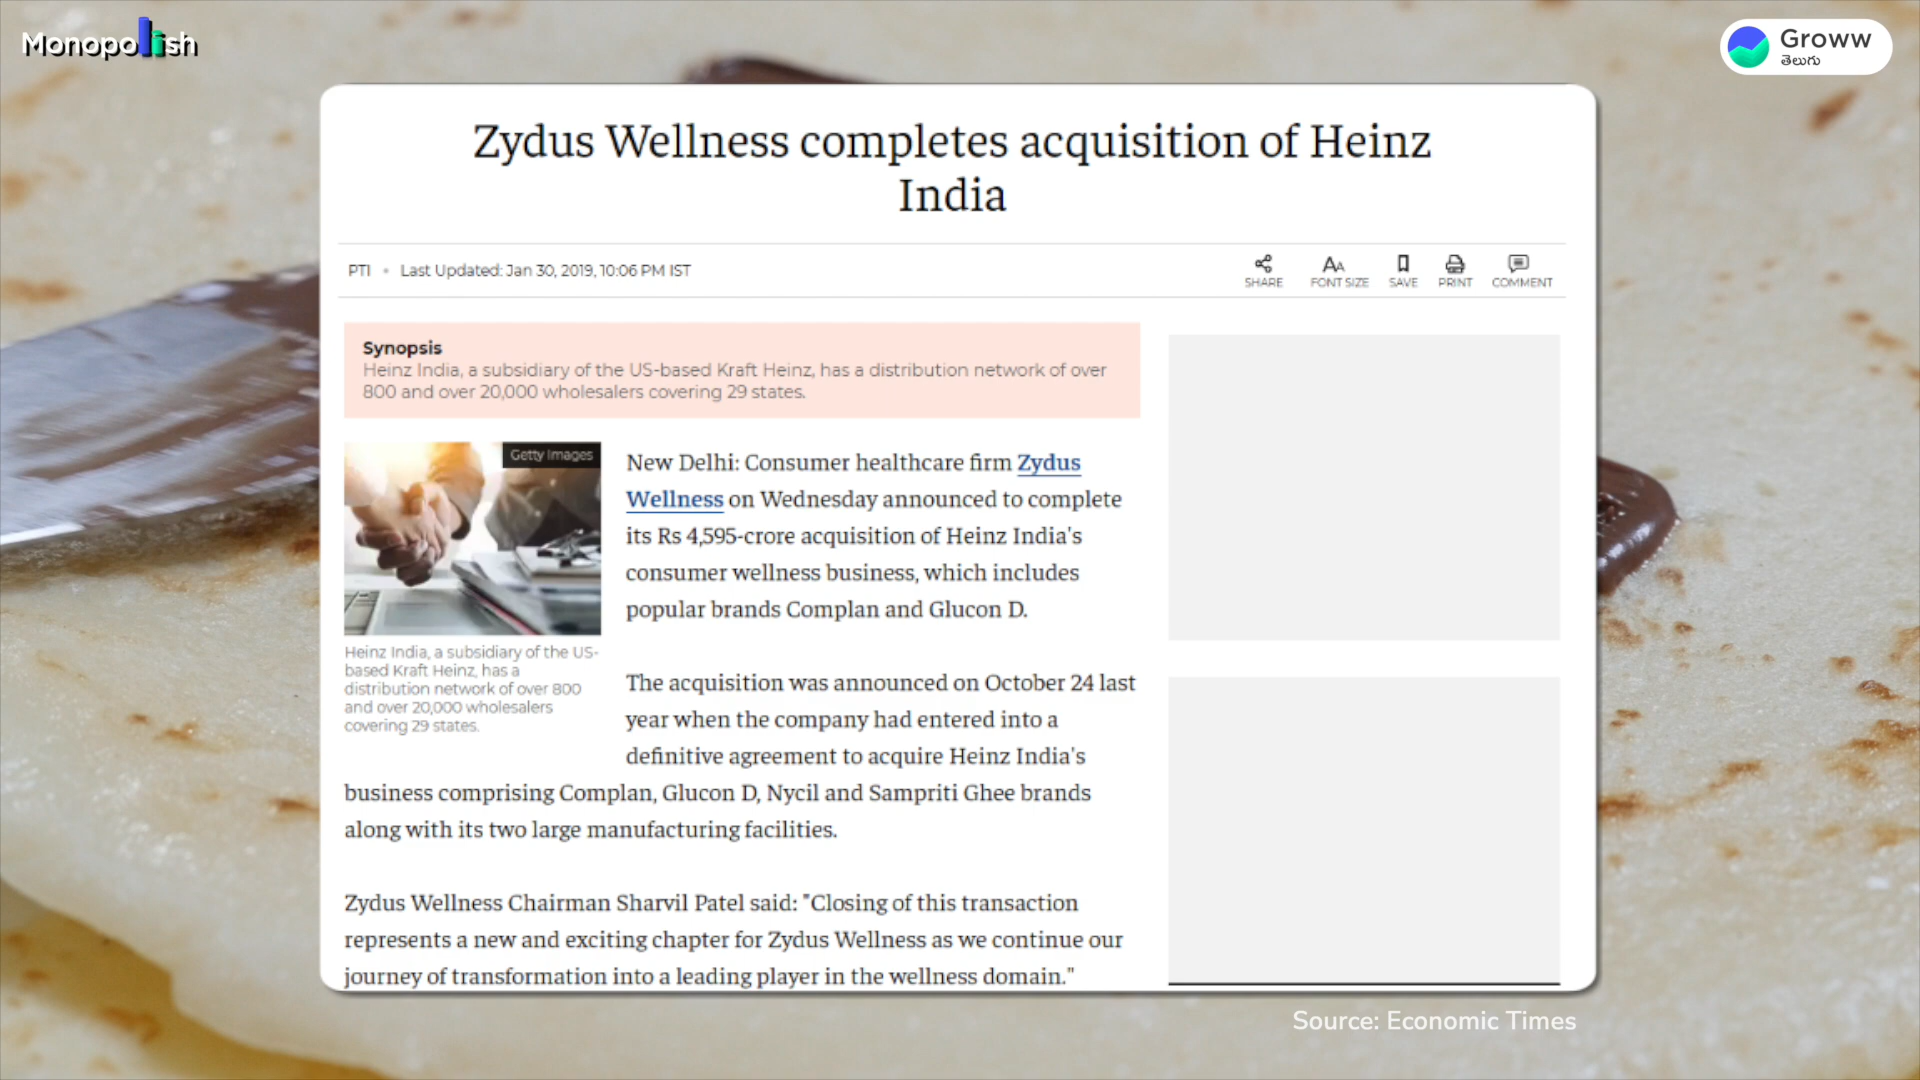 Monopolish
Groww
తెలుగు
Zydus Wellness completes acquisition of Heinz
India
PTI • Last Updated: Jan 30, 2019, 10:06 PM IST
SHARE
FONT SIZE
SAVE
PRINT
COMMENT
Synopsis
Heinz India, a subsidiary of the US-based Kraft Heinz, has a distribution network of over
800 and over 20,000 wholesalers covering 29 states.
Getty Images
Heinz India, a subsidiary of the US-
based Kraft Heinz, has a
distribution network of over 800
and over 20,000 wholesalers
covering 29 states.
New Delhi: Consumer healthcare firm Zydus
Wellness on Wednesday announced to complete
its Rs 4,595-crore acquisition of Heinz India's
consumer wellness business, which includes
popular brands Complan and Glucon D.
The acquisition was announced on October 24 last
year when the company had entered into a
definitive agreement to acquire Heinz India's
business comprising Complan, Glucon D, Nycil and Sampriti Ghee brands
along with its two large manufacturing facilities.
Zydus Wellness Chairman Sharvil Patel said: "Closing of this transaction
represents a new and exciting chapter for Zydus Wellness as we continue our
journey of transformation into a leading player in the wellness domain."
Source: Economic Times